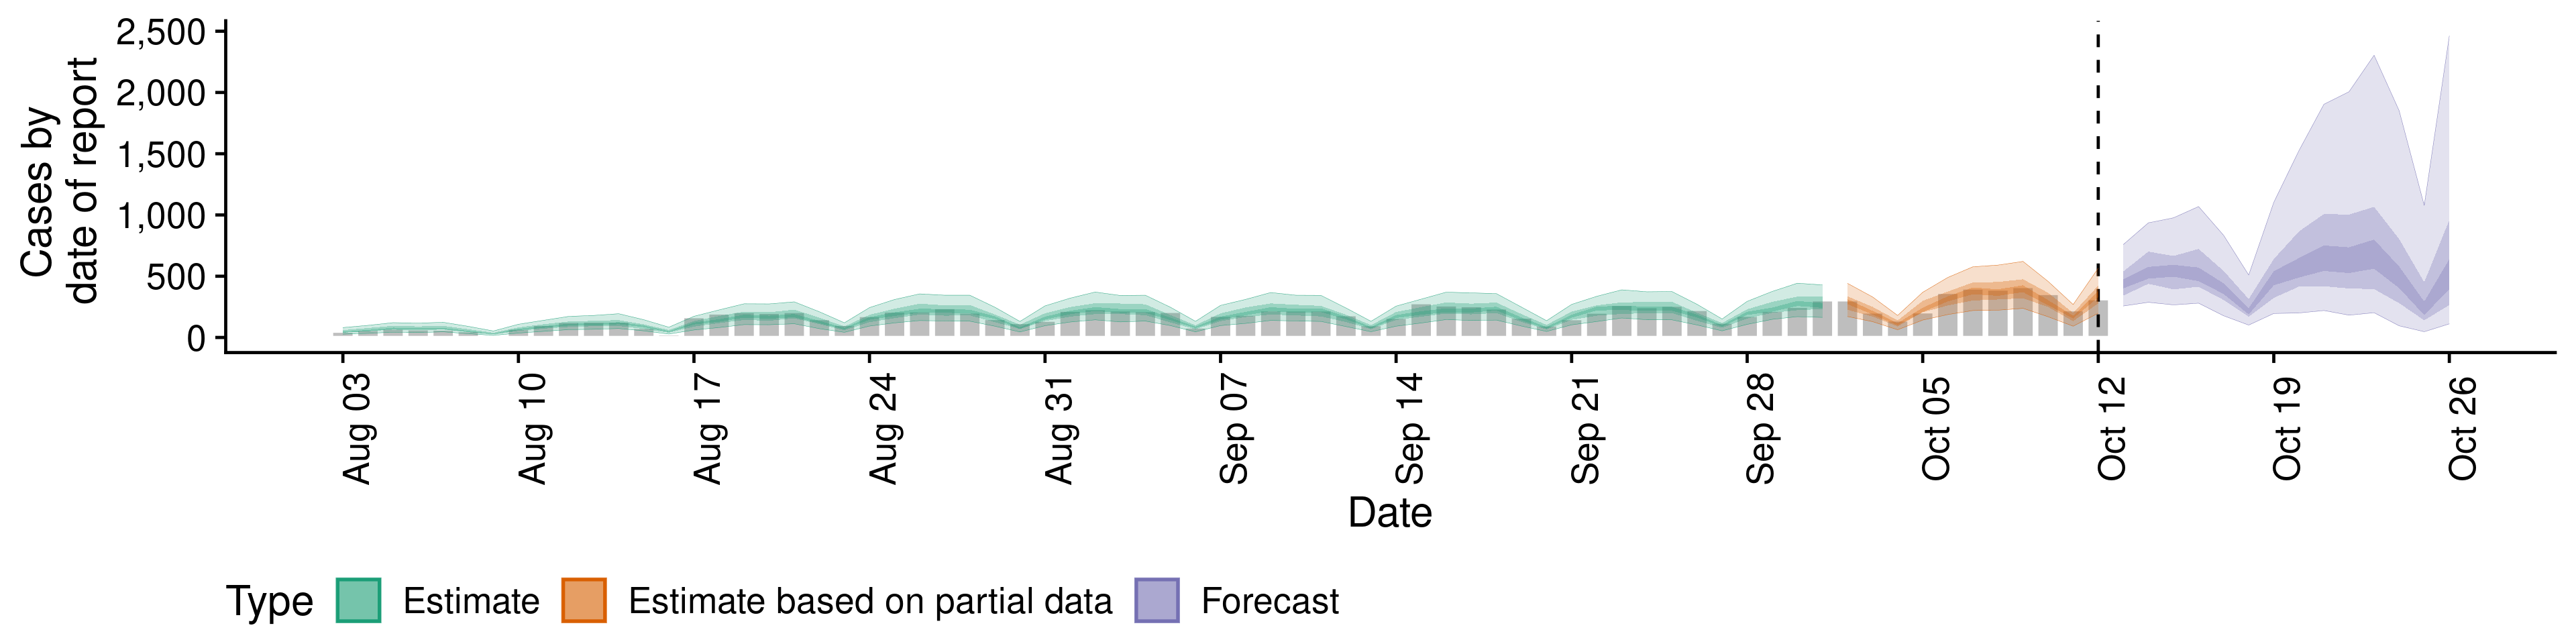 Cases by
date of report
2,500
2,000
1,500
1,000
500
0
Aug 03
Aug 10
Aug 17
Aug 24
Aug 31
Sep 07
Sep 14
Sep 21
Sep 28
Oct 05
Oct 12
Oct 19
Oct 26
Date
Type Estimate Estimate based on partial data Forecast